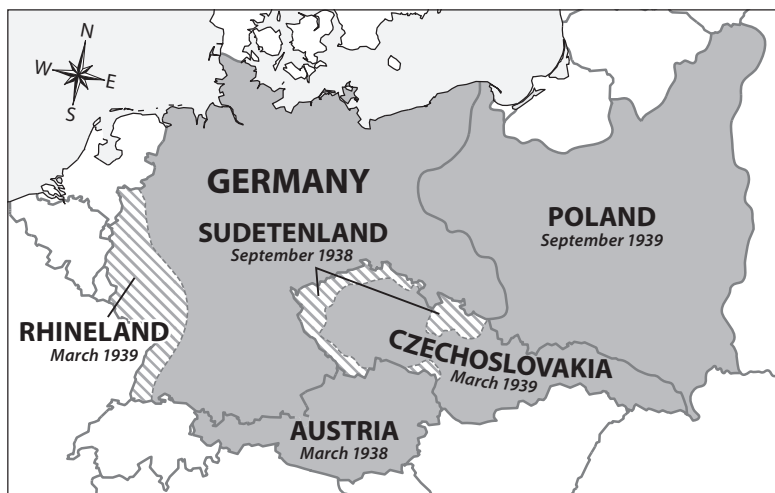 N
W
E
S
GERMANY
SUDETENLAND
September 1938
POLAND
September 1939
RHINELAND
March 1939
CZECHOSLOVAKIA
March 1939
AUSTRIA
March 1938